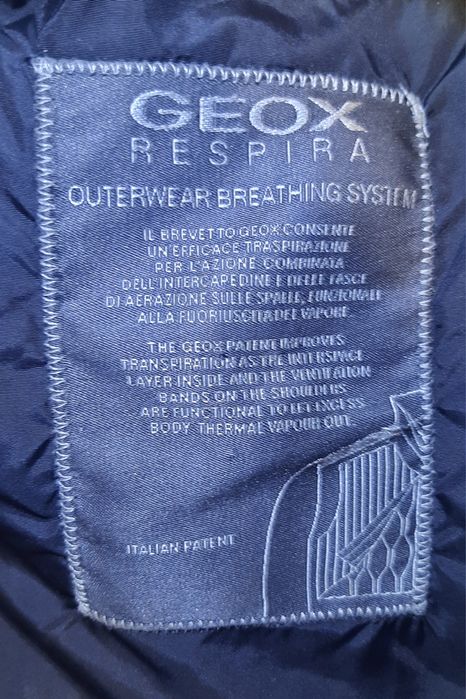 GEOX
RESPIRA
OUTERWEAR BREATHING SYSTEM
IL BREVETTO GEOX CONSENTE
UN'EFFICACE TRASPIRAZIONE
PER L'AZIONE COMBINATA
DELL'INTERCAPEDINE E DELLE FASCE
DI AERAZIONE SULLE SPALLE, FUNZIONALI
ALLA FUORIUSCITA DEL VAPORE.
THE GEOX PATENT IMPROVES
TRANSPIRATION AS THE INTERSPACE
LAYER INSIDE AND THE VENTILATION
BANDS ON THE SHOULDERS
ARE FUNCTIONAL TO LET EXCESS
BODY THERMAL VAPOUR OUT.
ITALIAN PATENT